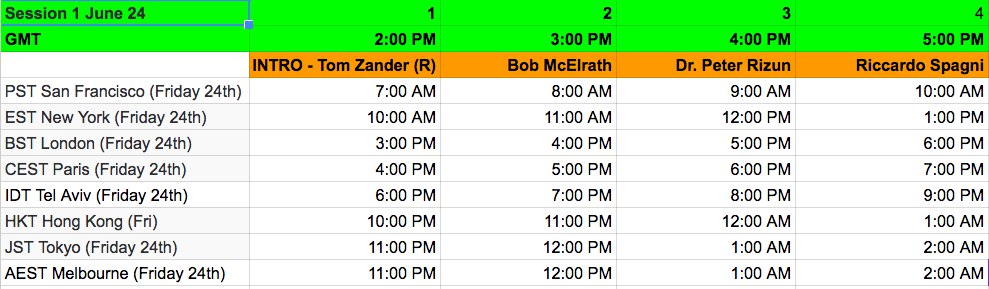 Session 1 June 24 1 2 3 4
GMT 2:00 PM 3:00 PM 4:00 PM 5:00 PM
INTRO - Tom Zander (R) Bob McElrath Dr. Peter Rizun Riccardo Spagni
PST San Francisco (Friday 24th) 7:00 AM 8:00 AM 9:00 AM 10:00 AM
EST New York (Friday 24th) 10:00 AM 11:00 AM 12:00 PM 1:00 PM
BST London (Friday 24th) 3:00 PM 4:00 PM 5:00 PM 6:00 PM
CEST Paris (Friday 24th) 4:00 PM 5:00 PM 6:00 PM 7:00 PM
IDT Tel Aviv (Friday 24th) 6:00 PM 7:00 PM 8:00 PM 9:00 PM
HKT Hong Kong (Fri) 10:00 PM 11:00 PM 12:00 AM 1:00 AM
JST Tokyo (Friday 24th) 11:00 PM 12:00 PM 1:00 AM 2:00 AM
AEST Melbourne (Friday 24th) 11:00 PM 12:00 PM 1:00 AM 2:00 AM